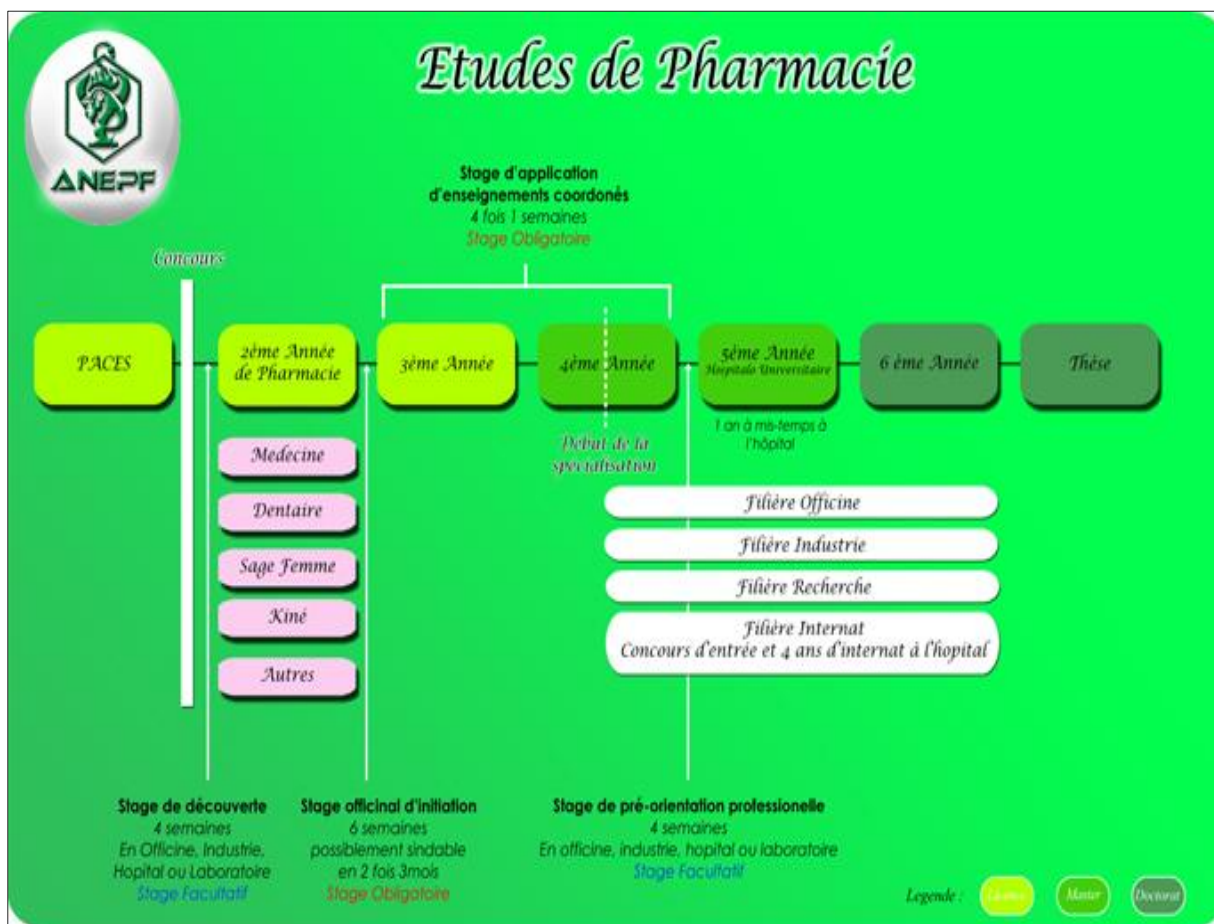 Etudes de Pharmacie
ANEPF
Stage d'application
d'enseignements coordonés
4 fois 1 semaines
Stage Obligatoire
Concours
PACES
2ème Année
de Pharmacie
3ème Année
4ème Année
5ème Année
Hospitalo Universitaire
6 ème Année
Thèse
1 an à mis-temps à
l'hôpital
Début de la
spécialisation
Medecine
Dentaire
Sage Femme
Kiné
Autres
Filière Officine
Filière Industrie
Filière Recherche
Filière Internat
Concours d'entrée et 4 ans d'internat à l'hopital
Stage de découverte
4 semaines
En Officine, Industrie,
Hopital ou Laboratoire
Stage Facultatif
Stage officinal d'initiation
6 semaines
possiblement sindable
en 2 fois 3mois
Stage Obligatoire
Stage de pré-orientation professionelle
4 semaines
En officine, industrie, hopital ou laboratoire
Stage Facultatif
Legende :
Licence
Master
Doctorat